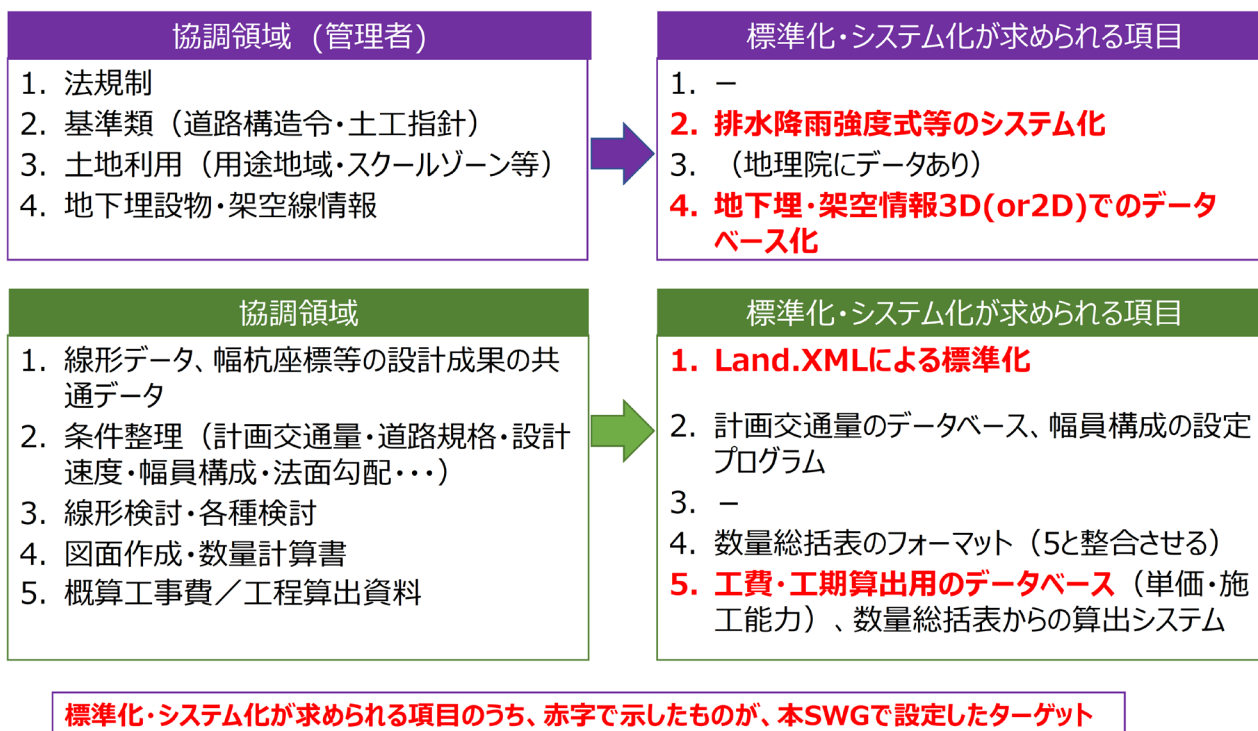 協調領域 (管理者)
1. 法規制
2. 基準類（道路構造令・土工指針）
3. 土地利用（用途地域・スクールゾーン等）
4. 地下埋設物・架空線情報
標準化・システム化が求められる項目
1. －
2. 排水降雨強度式等のシステム化
3. （地理院にデータあり）
4. 地下埋・架空情報3D(or2D)でのデータ
ベース化
協調領域
1. 線形データ、幅杭座標等の設計成果の共
通データ
2. 条件整理（計画交通量・道路規格・設計
速度・幅員構成・法面勾配・・・）
3. 線形検討・各種検討
4. 図面作成・数量計算書
5. 概算工事費／工程算出資料
標準化・システム化が求められる項目
1. Land.XMLによる標準化
2. 計画交通量のデータベース、幅員構成の設定
プログラム
3. －
4. 数量総括表のフォーマット（5と整合させる）
5. 工費・工期算出用のデータベース（単価・施
工能力）、数量総括表からの算出システム
標準化・システム化が求められる項目のうち、赤字で示したものが、本SWGで設定したターゲット